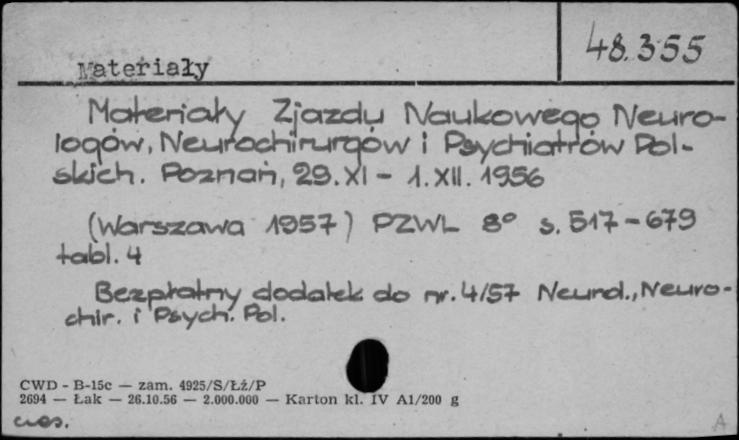 48.355
Materiały
Materiały Zjazdu Naukowego Neuro-
logów, Neurochirurgów i Psychiatrów Pol-
skich. Poznań, 29.XI - 1.XII. 1956
(Warszawa 1957) PZWL 8° s. 517-679
tabl. 4
Bezpłatny dodatek do nr. 4/57 Neurol., Neuro-
chir. i Psych. Pol.
CWD - B-15c — zam. 4925/S/Łż/P
2694 — Łak — 26.10.56 — 2.000.000 — Karton kl. IV A1/200 g
A